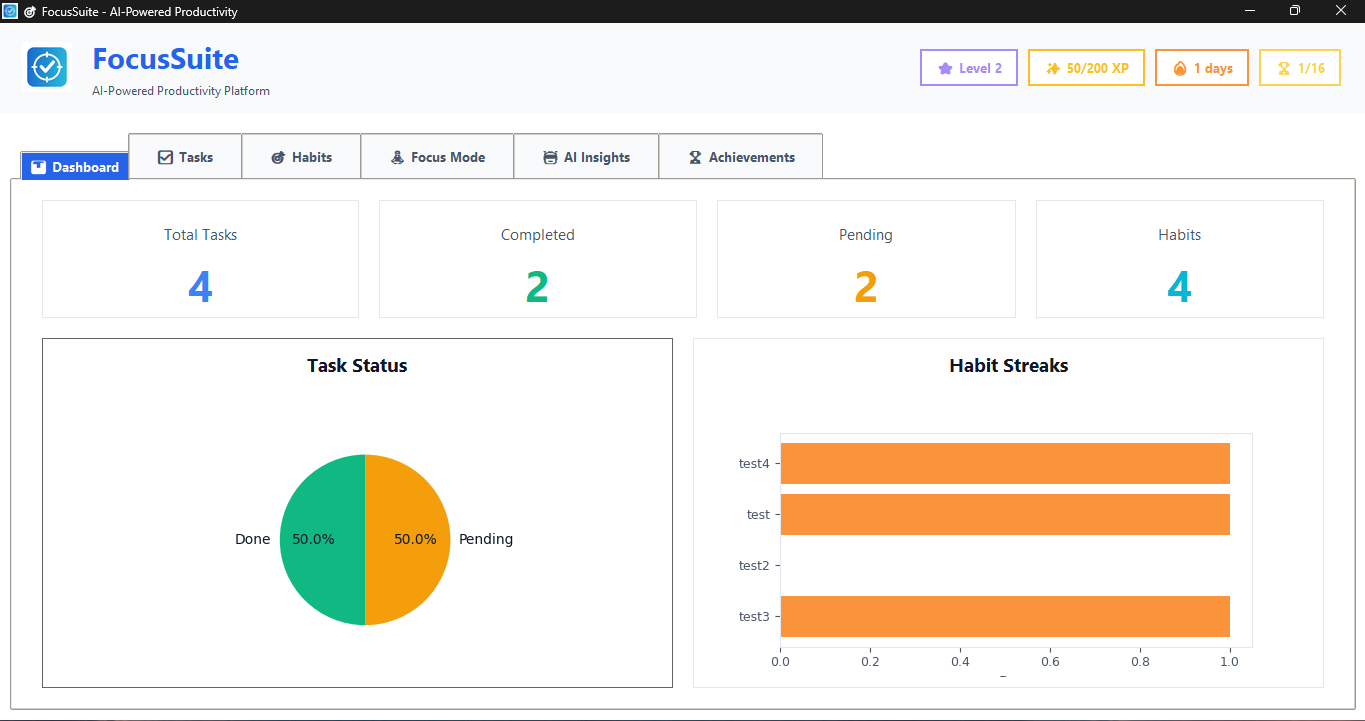 FocusSuite - AI-Powered Productivity
FocusSuite
AI-Powered Productivity Platform
Level 2
50/200 XP
1 days
1/16
Dashboard
Tasks
Habits
Focus Mode
AI Insights
Achievements
Total Tasks
4
Completed
2
Pending
2
Habits
4
Task Status
Done
50.0%
50.0%
Pending
Habit Streaks
test4
test
test2
test3
0.0 0.2 0.4 0.6 0.8 1.0